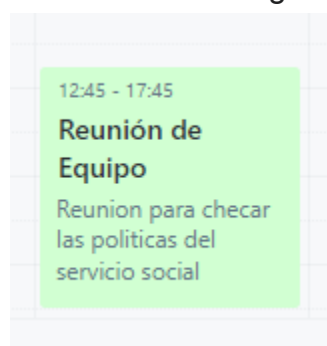 12:45 - 17:45
Reunión de
Equipo
Reunion para checar
las politicas del
servicio social